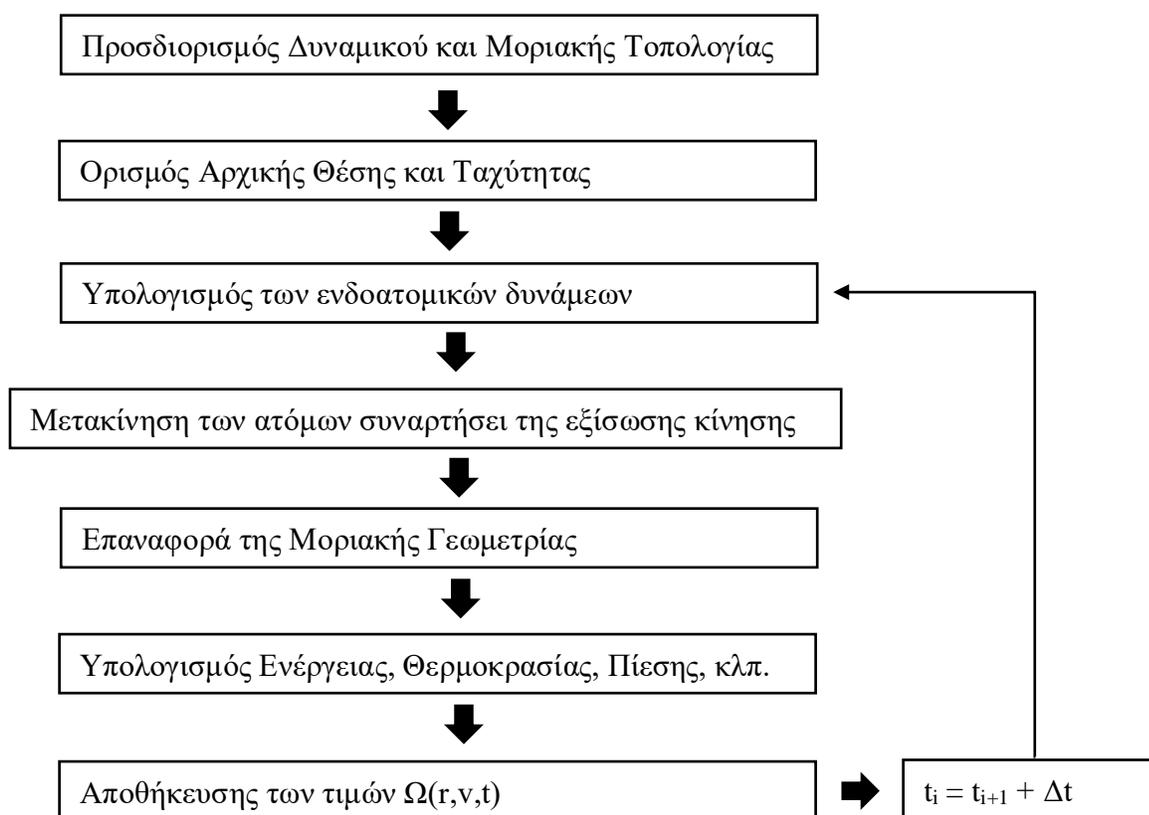 Προσδιορισμός Δυναμικού και Μοριακής Τοπολογίας
Ορισμός Αρχικής Θέσης και Ταχύτητας
Υπολογισμός των ενδοατομικών δυνάμεων
Μετακίνηση των ατόμων συναρτήσει της εξίσωσης κίνησης
Επαναφορά της Μοριακής Γεωμετρίας
Υπολογισμός Ενέργειας, Θερμοκρασίας, Πίεσης, κλπ.
Αποθήκευσης των τιμών Ω(r,v,t)
tᵢ = tᵢ₊₁ + Δt